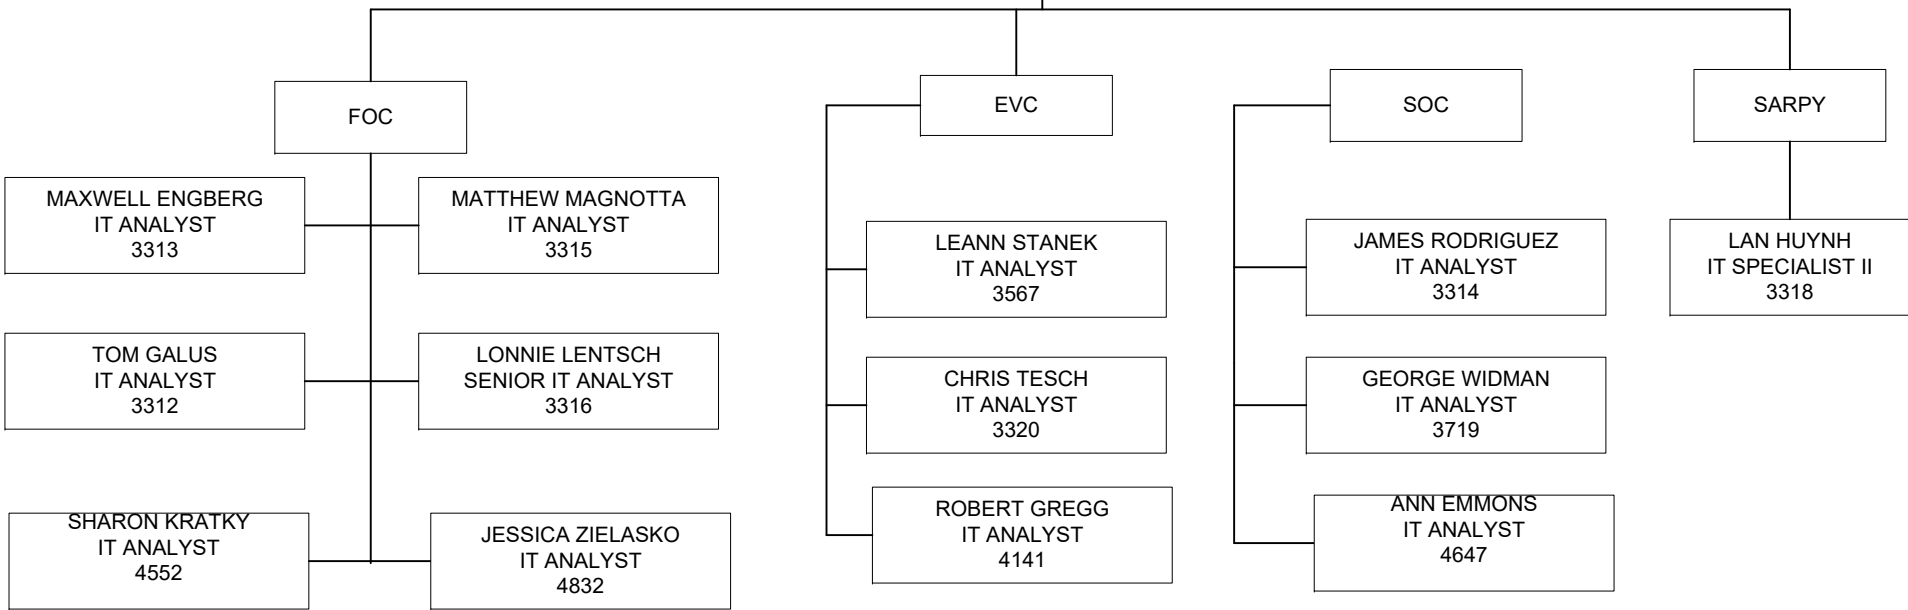 FOC
EVC
SOC
SARPY
MAXWELL ENGBERG
IT ANALYST
3313
MATTHEW MAGNOTTA
IT ANALYST
3315
TOM GALUS
IT ANALYST
3312
LONNIE LENTSCH
SENIOR IT ANALYST
3316
SHARON KRATKY
IT ANALYST
4552
JESSICA ZIELASKO
IT ANALYST
4832
LEANN STANEK
IT ANALYST
3567
CHRIS TESCH
IT ANALYST
3320
ROBERT GREGG
IT ANALYST
4141
JAMES RODRIGUEZ
IT ANALYST
3314
GEORGE WIDMAN
IT ANALYST
3719
ANN EMMONS
IT ANALYST
4647
LAN HUYNH
IT SPECIALIST II
3318